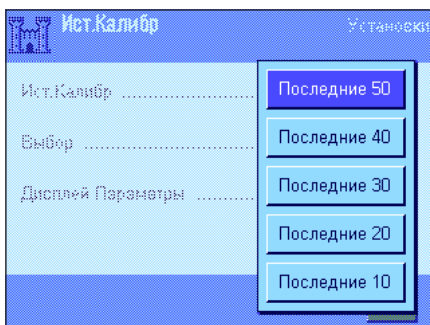 Ист.Калибр Установки
Ист.Калибр ..................
Выбор ..........................
Дисплей Параметры ..........
Последние 50
Последние 40
Последние 30
Последние 20
Последние 10